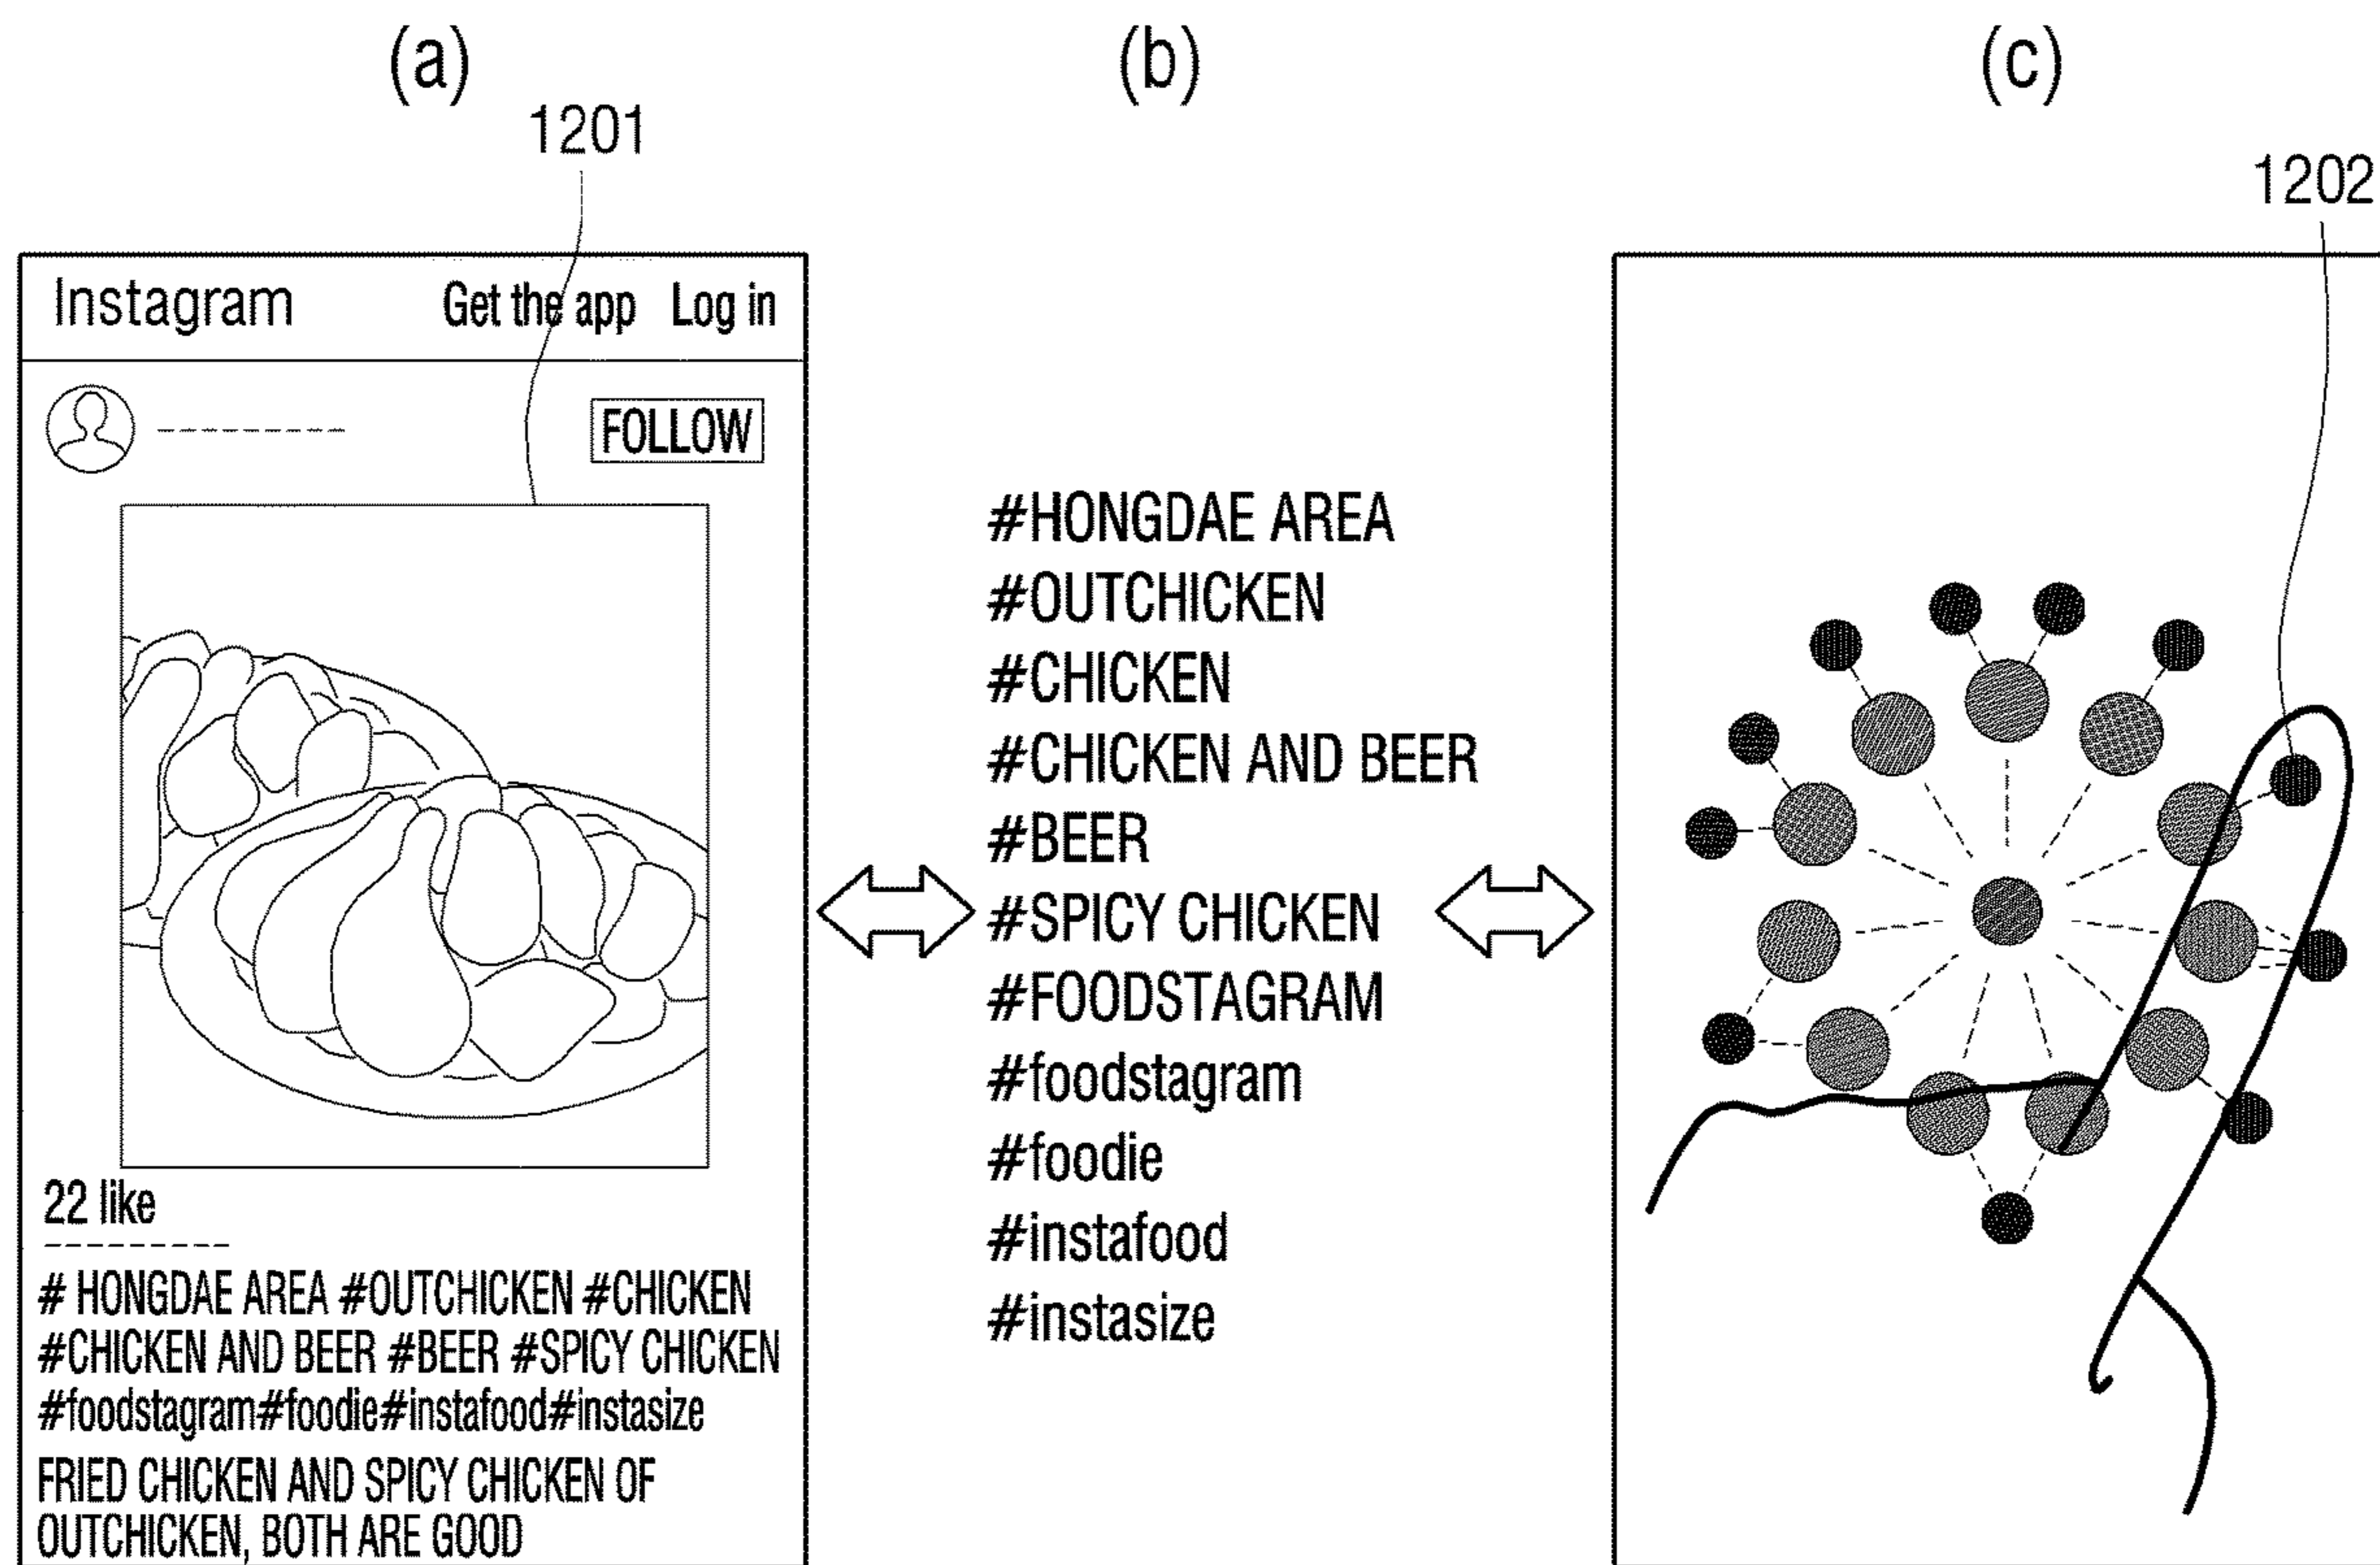 (a)
(b)
(c)
1201
1202
Instagram Get the app Log in
FOLLOW
22 like
# HONGDAE AREA #OUTCHICKEN #CHICKEN
#CHICKEN AND BEER #BEER #SPICY CHICKEN
#foodstagram#foodie#instafood#instasize
FRIED CHICKEN AND SPICY CHICKEN OF
OUTCHICKEN, BOTH ARE GOOD
#HONGDAE AREA
#OUTCHICKEN
#CHICKEN
#CHICKEN AND BEER
#BEER
#SPICY CHICKEN
#FOODSTAGRAM
#foodstagram
#foodie
#instafood
#instasize